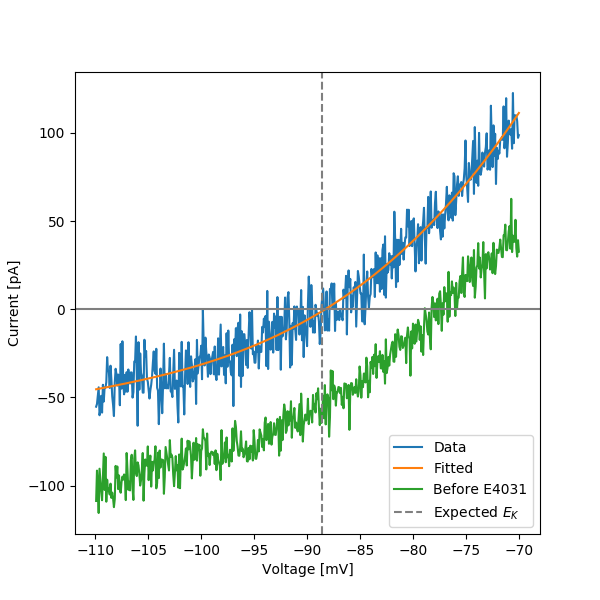 100
50
0
−50
−100
Current [pA]
Data
Fitted
Before E4031
Expected E_K
−110 −105 −100 −95 −90 −85 −80 −75 −70
Voltage [mV]